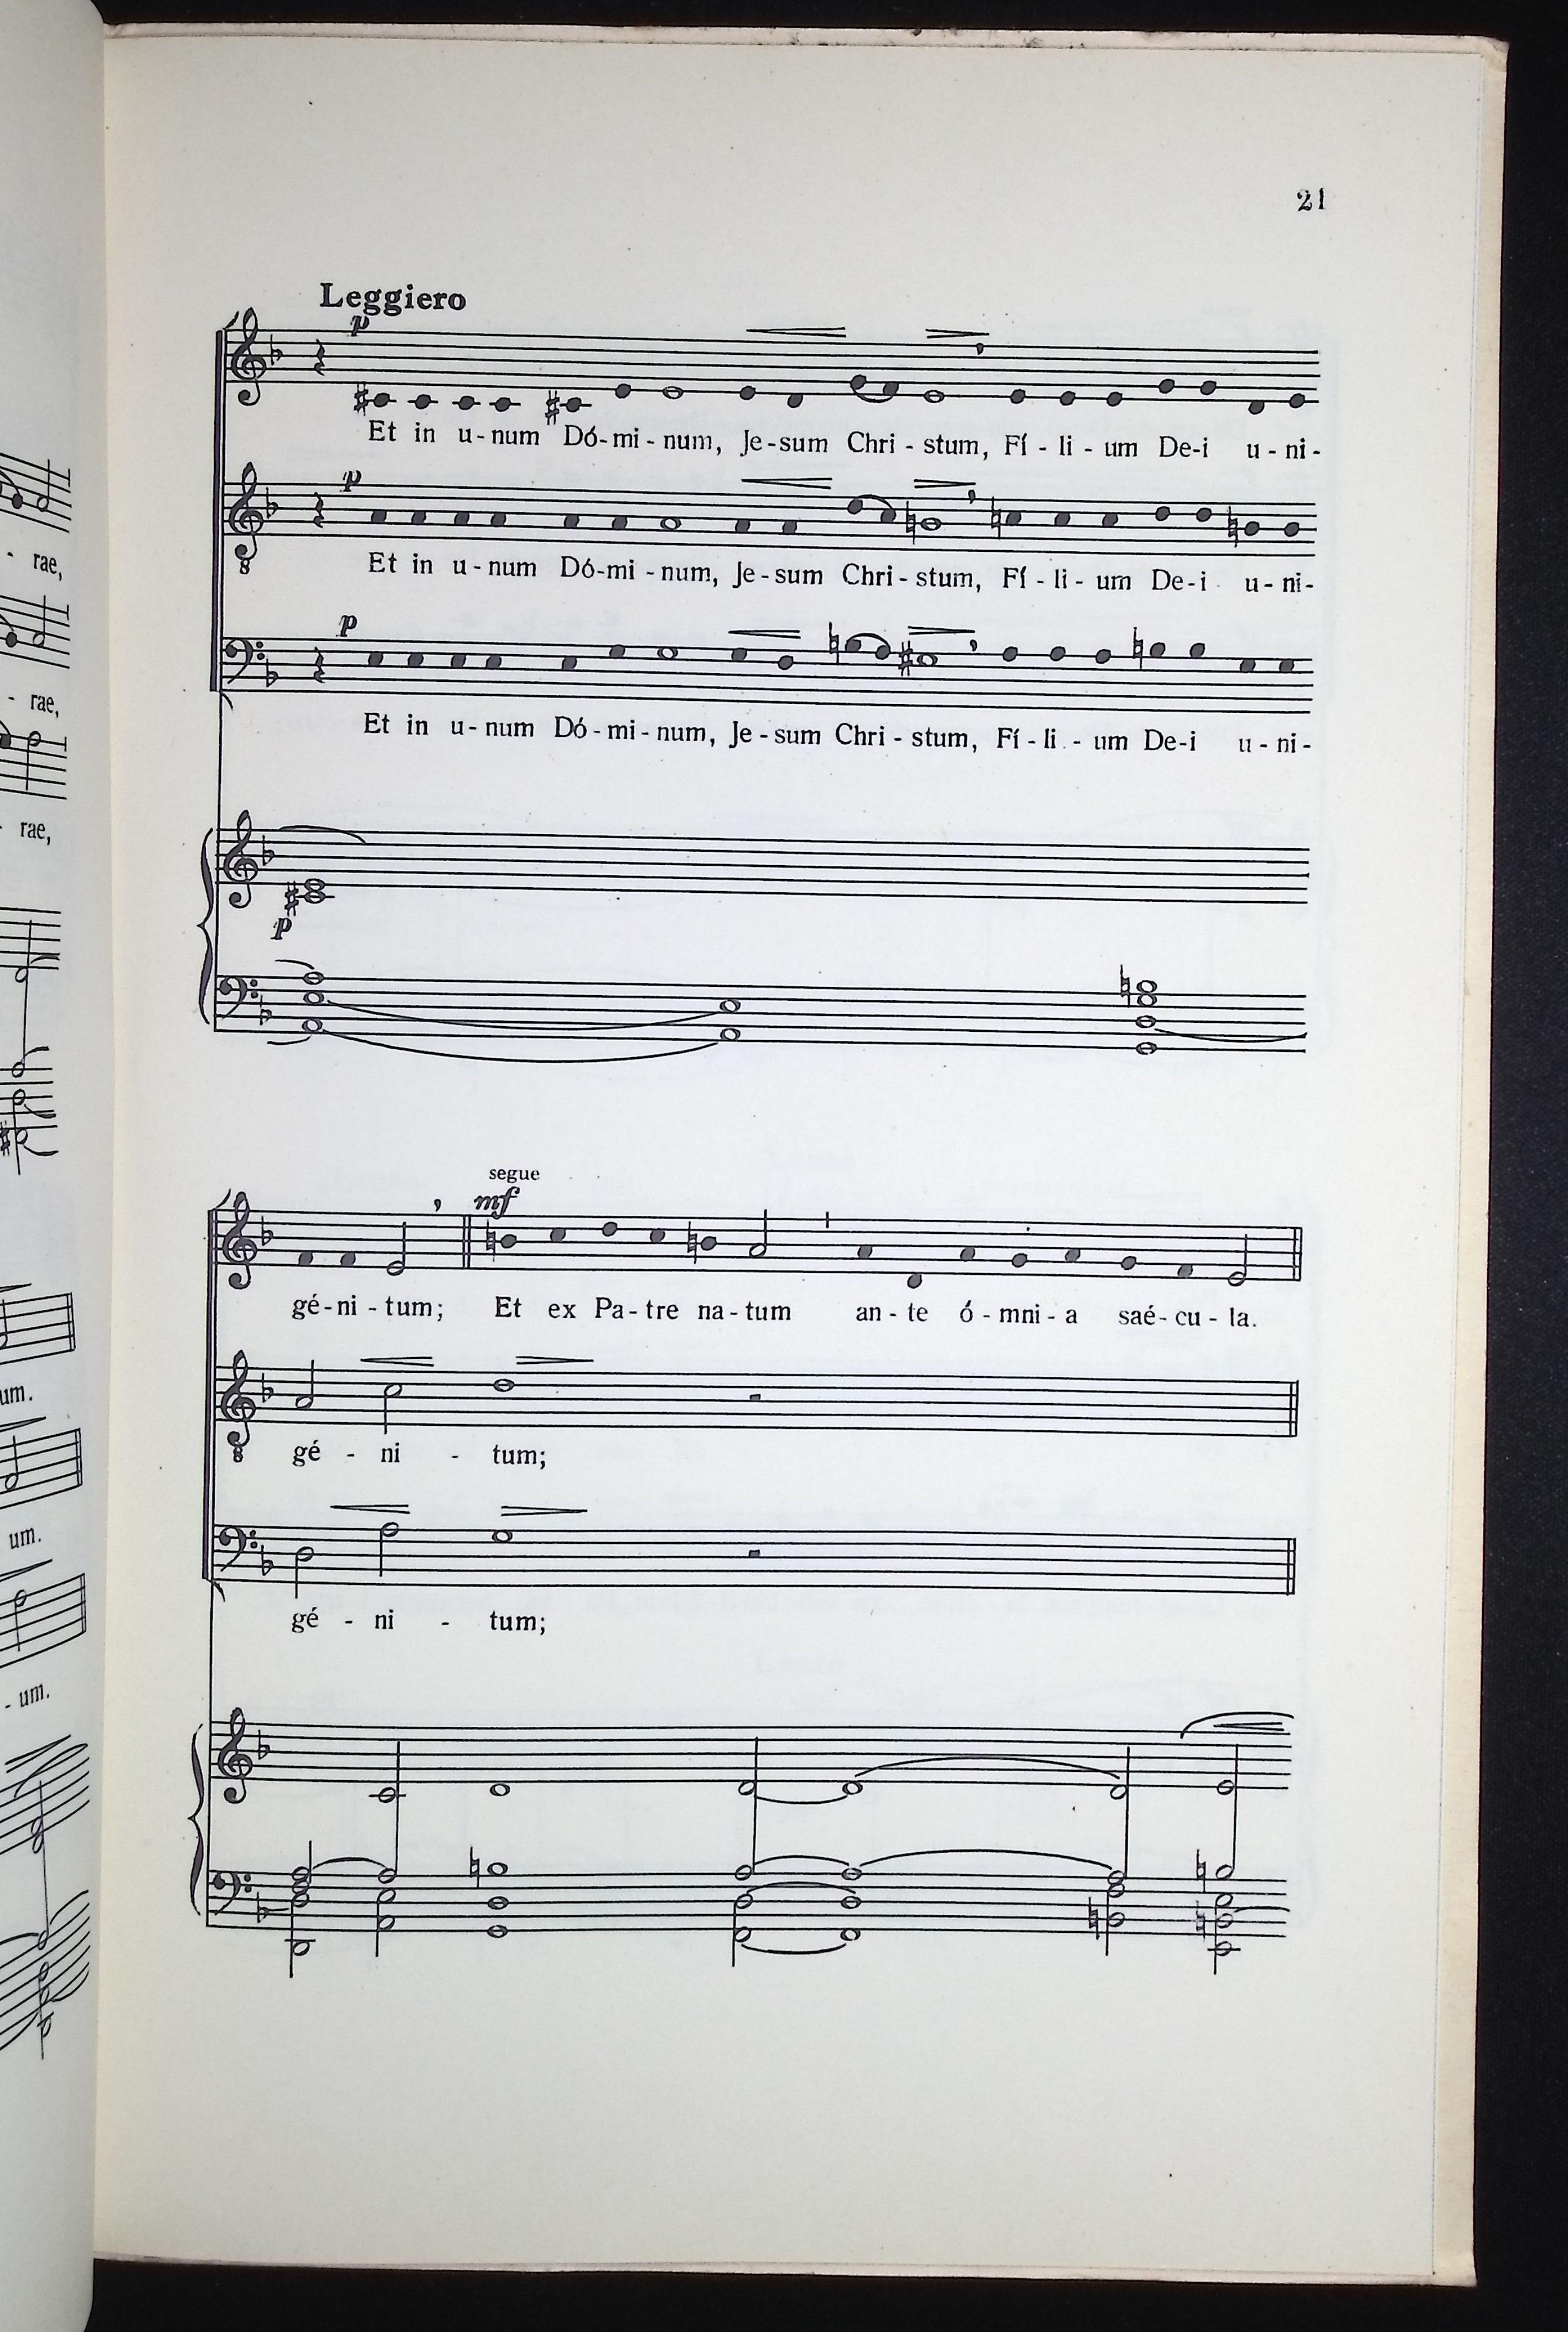 21
Leggiero
p
Et in u-num Dó-mi-num, Je-sum Chri-stum, Fí-li-um De-i u-ni-
p
Et in u-num Dó-mi-num, Je-sum Chri-stum, Fí-li-um De-i u-ni-
p
Et in u-num Dó-mi-num, Je-sum Chri-stum, Fí-li-um De-i u-ni-
p
segue
mf
gé-ni-tum; Et ex Pa-tre na-tum an-te ó-mni-a saé-cu-la.
gé-ni-tum;
gé-ni-tum;
- rae,
- rae,
- rae,
um.
um.
- um.